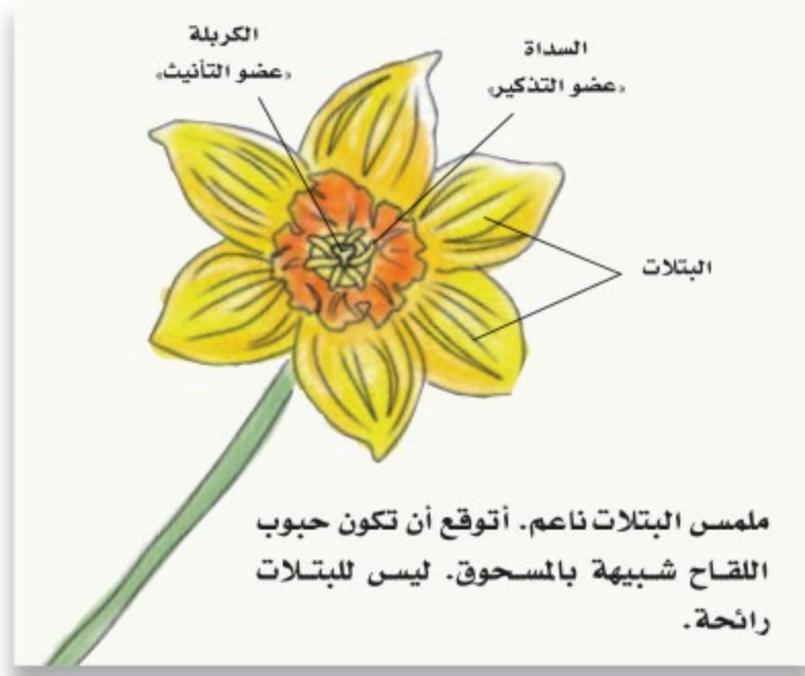 الكربلة
«عضو التأنيث»
السداة
«عضو التذكير»
البتلات
ملمس البتلات ناعم. أتوقع أن تكون حبوب
اللقاح شبيهة بالمسحوق. ليس للبتلات
رائحة.